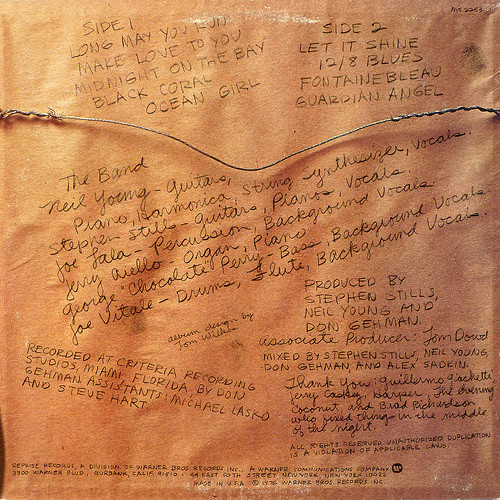 MS 2253
SIDE 1
LONG MAY YOU RUN
MAKE LOVE TO YOU
MIDNIGHT ON THE BAY
BLACK CORAL
OCEAN GIRL
SIDE 2
LET IT SHINE
12/8 BLUES
FONTAINEBLEAU
GUARDIAN ANGEL
The Band
Neil Young - Guitars,
Piano, Harmonica, String Synthesizer, Vocals.
Stephen Stills - Guitars, Pianos, Vocals.
Joe Lala - Percussion, Background Vocals
Jerry Aiello - Organ, Piano
George "Chocolate" Perry - Bass, Background Vocals
Joe Vitale - Drums, Flute, Background Vocals.
album design by
Tom Wilkes
PRODUCED BY
STEPHEN STILLS,
NEIL YOUNG AND
DON GEHMAN.
Associate Producer: Tom Dowd
MIXED BY STEPHEN STILLS, NEIL YOUNG,
DON GEHMAN AND ALEX SADKIN.
RECORDED AT CRITERIA RECORDING
STUDIOS, MIAMI FLORIDA, BY DON
GEHMAN ASSISTANTS: MICHAEL LASKO
AND STEVE HART.
Thank You: Guillermo Giachetti,
Jerry Caskey, Harper, The evening
Coconut and Brad Richardson
who fixed things in the middle
of the night.
ALL RIGHTS RESERVED UNAUTHORIZED DUPLICATION
IS A VIOLATION OF APPLICABLE LAWS.
REPRISE RECORDS, A DIVISION OF WARNER BROS. RECORDS INC. A WARNER COMMUNICATIONS COMPANY
3300 WARNER BLVD., BURBANK, CALIF. 91510 · 44 EAST 50TH STREET NEW YORK, NEW YORK 10022
MADE IN U.S.A. © 1976 WARNER BROS. RECORDS INC.